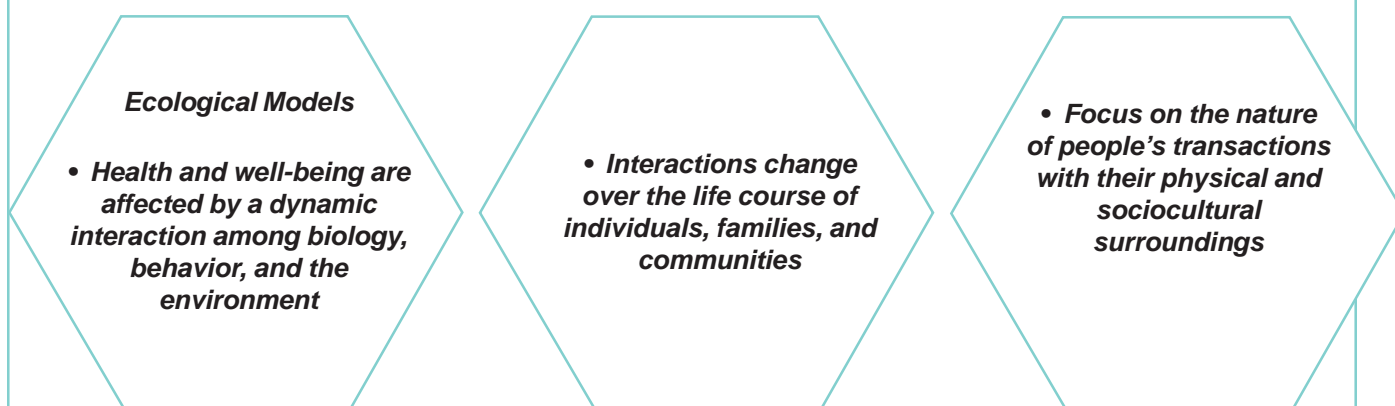 Ecological Models
• Health and well-being are
affected by a dynamic
interaction among biology,
behavior, and the
environment
• Interactions change
over the life course of
individuals, families, and
communities
• Focus on the nature
of people’s transactions
with their physical and
sociocultural
surroundings